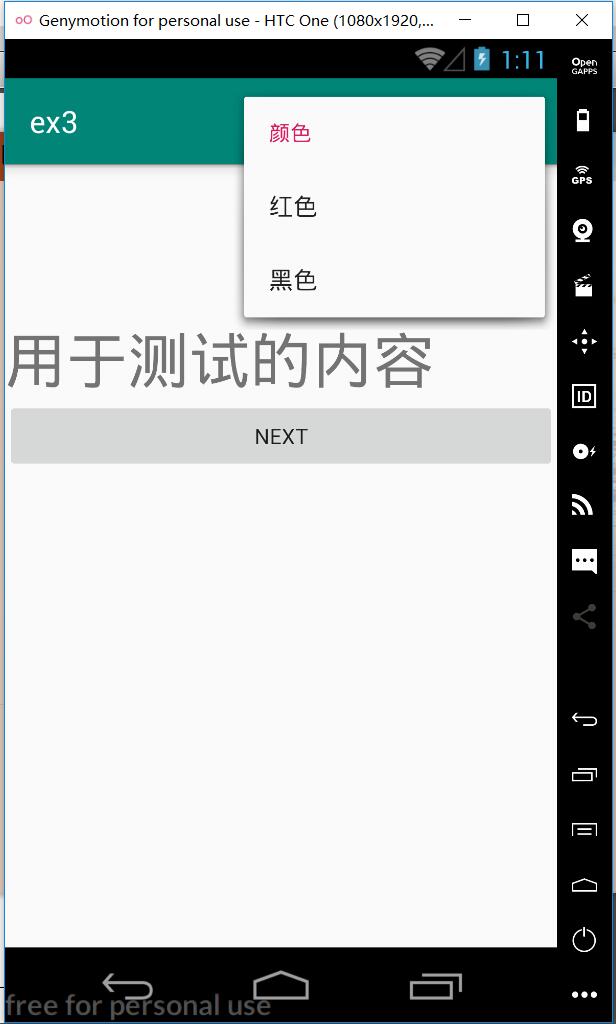 Genymotion for personal use - HTC One (1080x1920,...
1:11
Open
GAPPS
ex3
颜色
红色
黑色
GPS
用于测试的内容
NEXT
ID
free for personal use